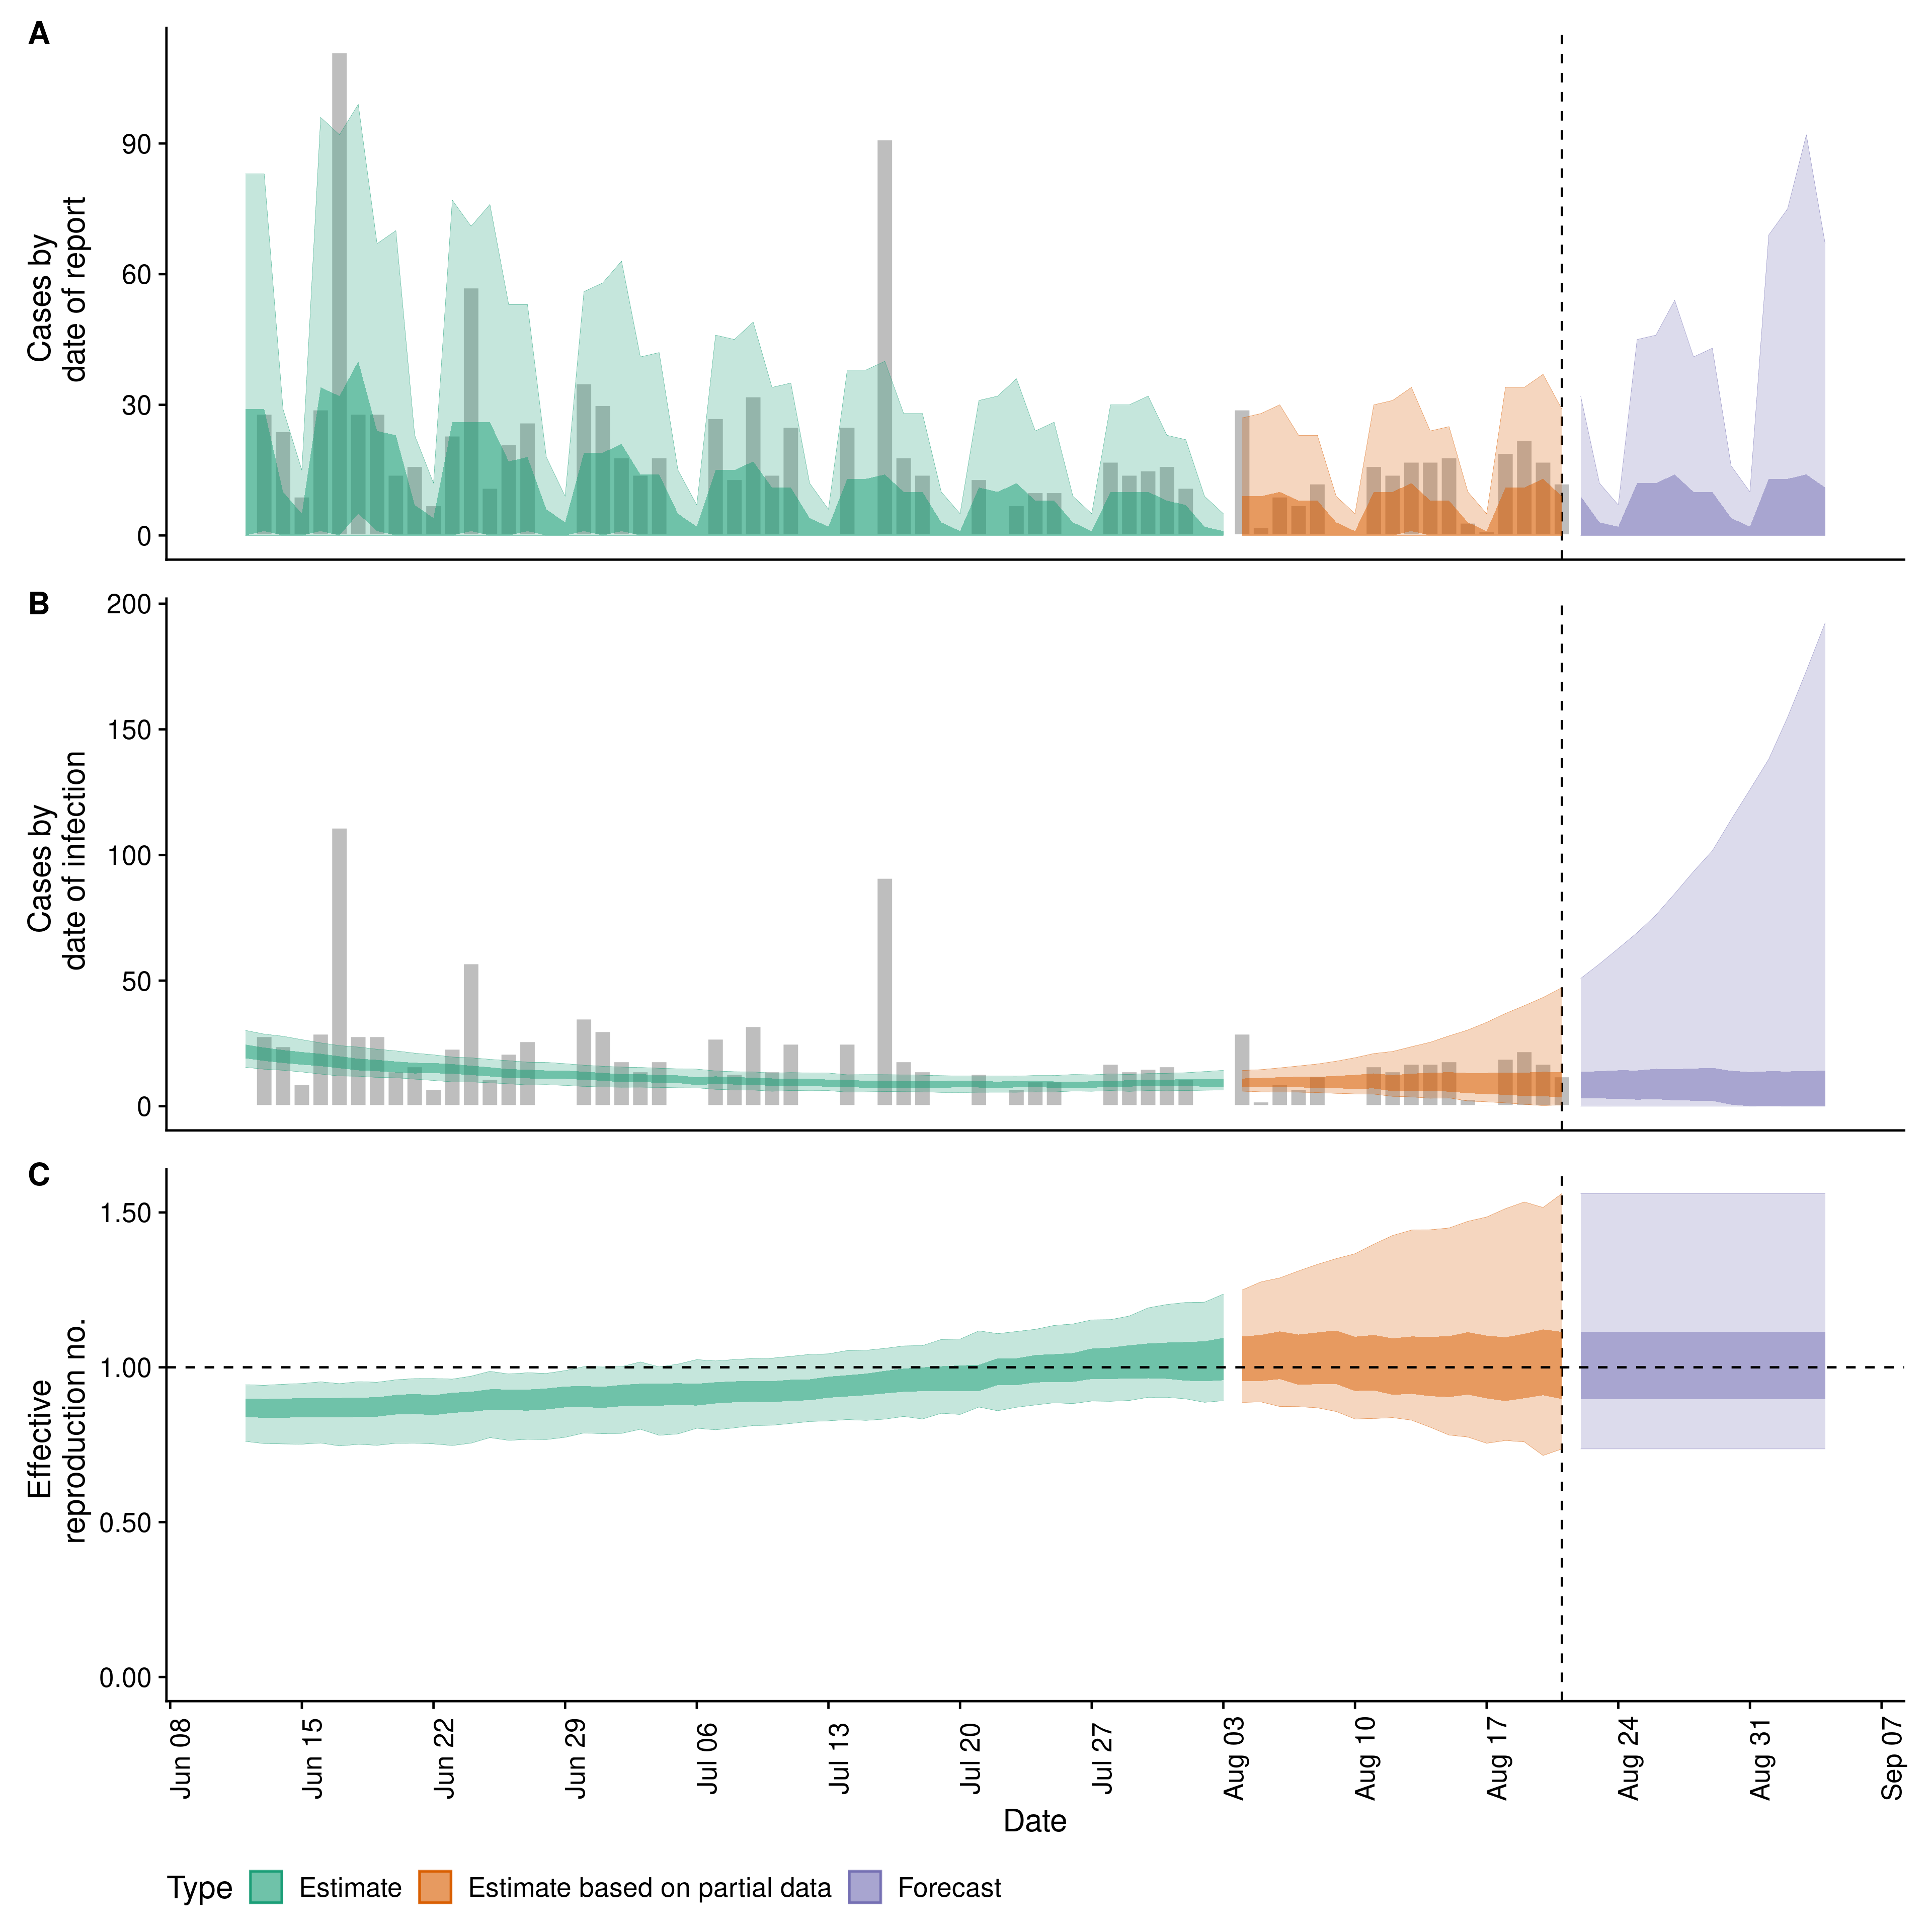 A
Cases by
date of report
90
60
30
0
B
Cases by
date of infection
200
150
100
50
0
C
Effective
reproduction no.
1.50
1.00
0.50
0.00
Jun 08
Jun 15
Jun 22
Jun 29
Jul 06
Jul 13
Jul 20
Jul 27
Aug 03
Aug 10
Aug 17
Aug 24
Aug 31
Sep 07
Date
Type Estimate Estimate based on partial data Forecast